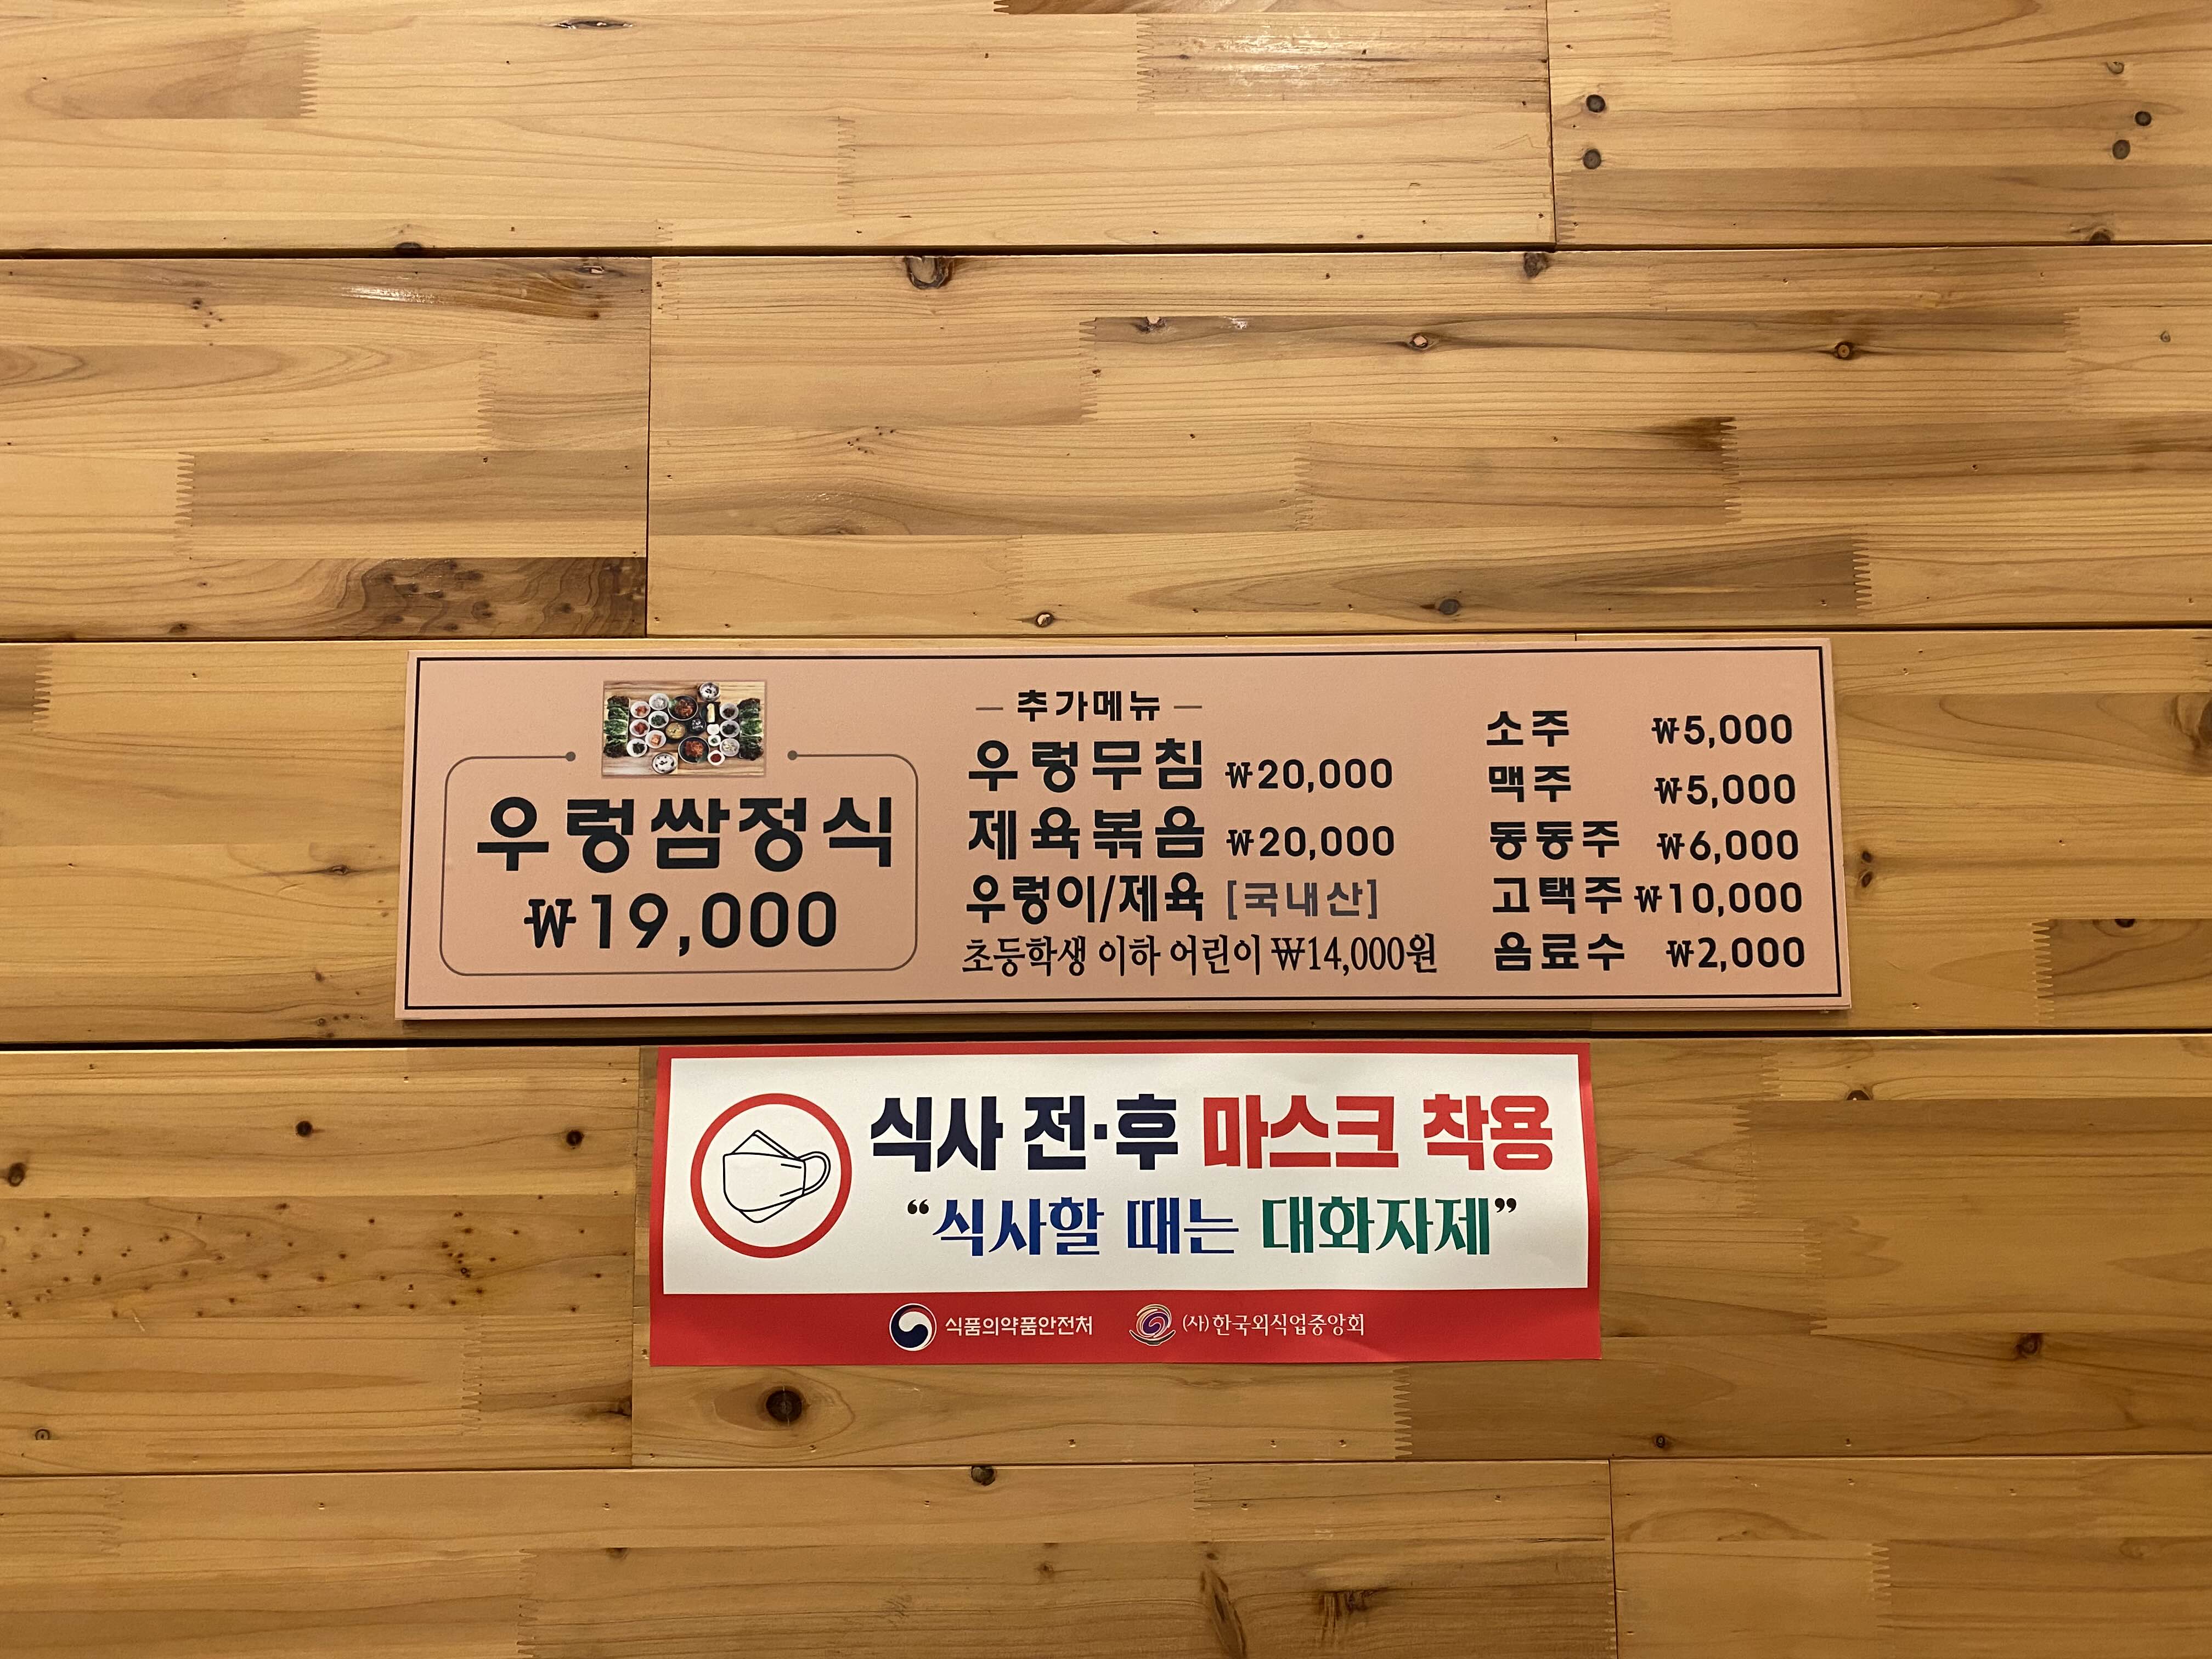 우렁쌈정식
₩19,000
— 추가메뉴 —
우렁무침 ₩20,000
제육볶음 ₩20,000
우렁이/제육 [국내산]
초등학생 이하 어린이 ₩14,000원
소주 ₩5,000
맥주 ₩5,000
동동주 ₩6,000
고택주 ₩10,000
음료수 ₩2,000
식사 전·후 마스크 착용
“식사할 때는 대화자제”
식품의약품안전처 (사)한국외식업중앙회